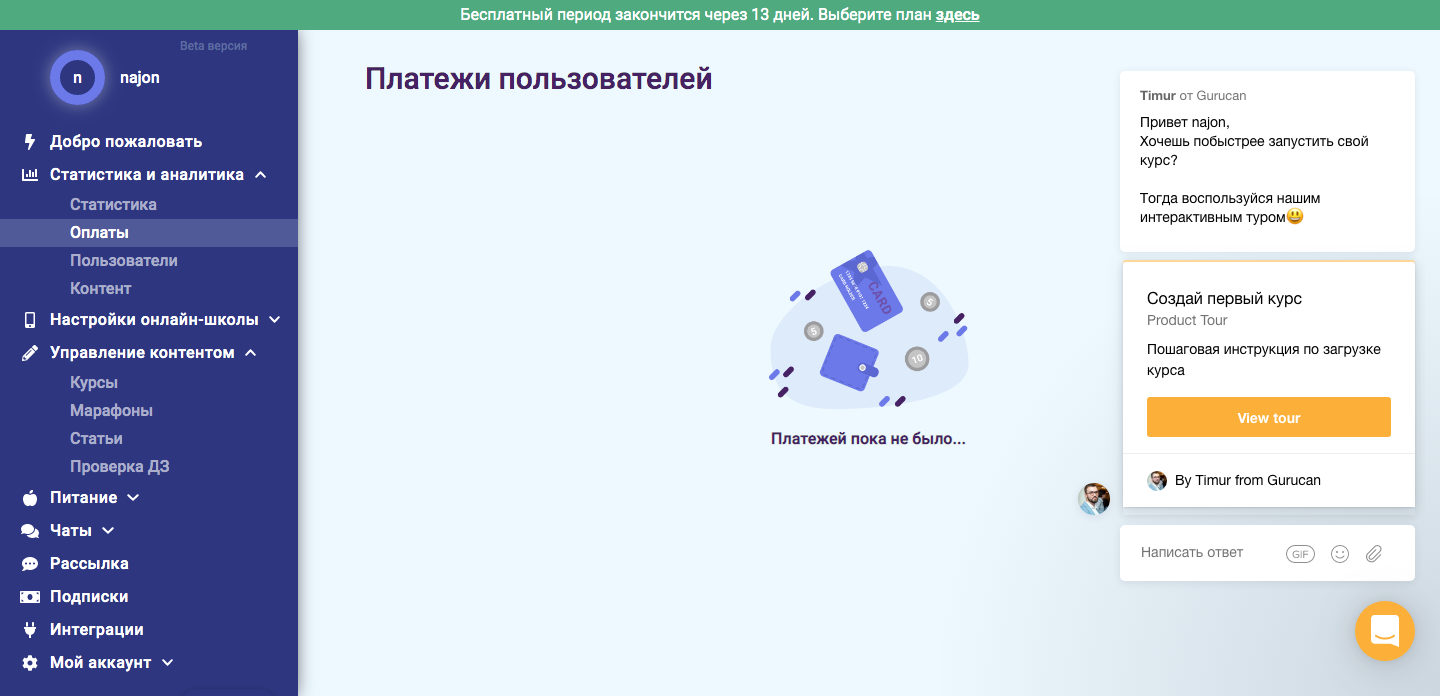 Бесплатный период закончится через 13 дней. Выберите план здесь
Beta версия
n
najon
Добро пожаловать
Статистика и аналитика
Статистика
Оплаты
Пользователи
Контент
Настройки онлайн-школы
Управление контентом
Курсы
Марафоны
Статьи
Проверка ДЗ
Питание
Чаты
Рассылка
Подписки
Интеграции
Мой аккаунт
Платежи пользователей
CARD
5
5
10
Платежей пока не было...
Timur от Gurucan
Привет najon,
Хочешь побыстрее запустить свой
курс?
Тогда воспользуйся нашим
интерактивным туром😃
Создай первый курс
Product Tour
Пошаговая инструкция по загрузке
курса
View tour
By Timur from Gurucan
Написать ответ
GIF